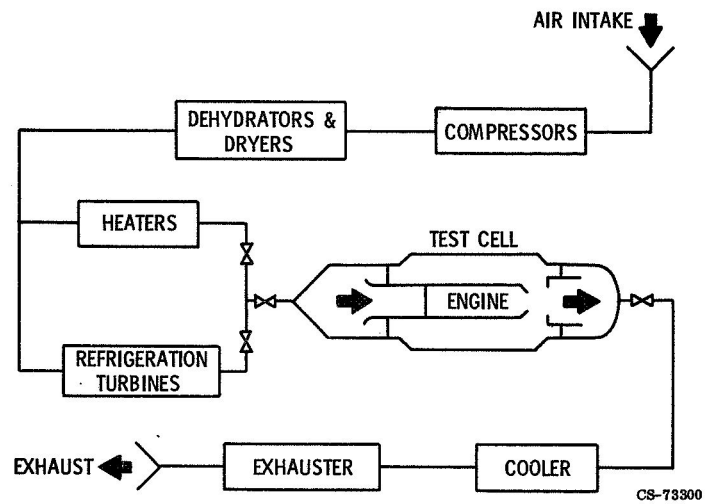 AIR INTAKE
DEHYDRATORS &
DRYERS
COMPRESSORS
HEATERS
TEST CELL
ENGINE
REFRIGERATION
TURBINES
EXHAUST
EXHAUSTER
COOLER
CS-73300